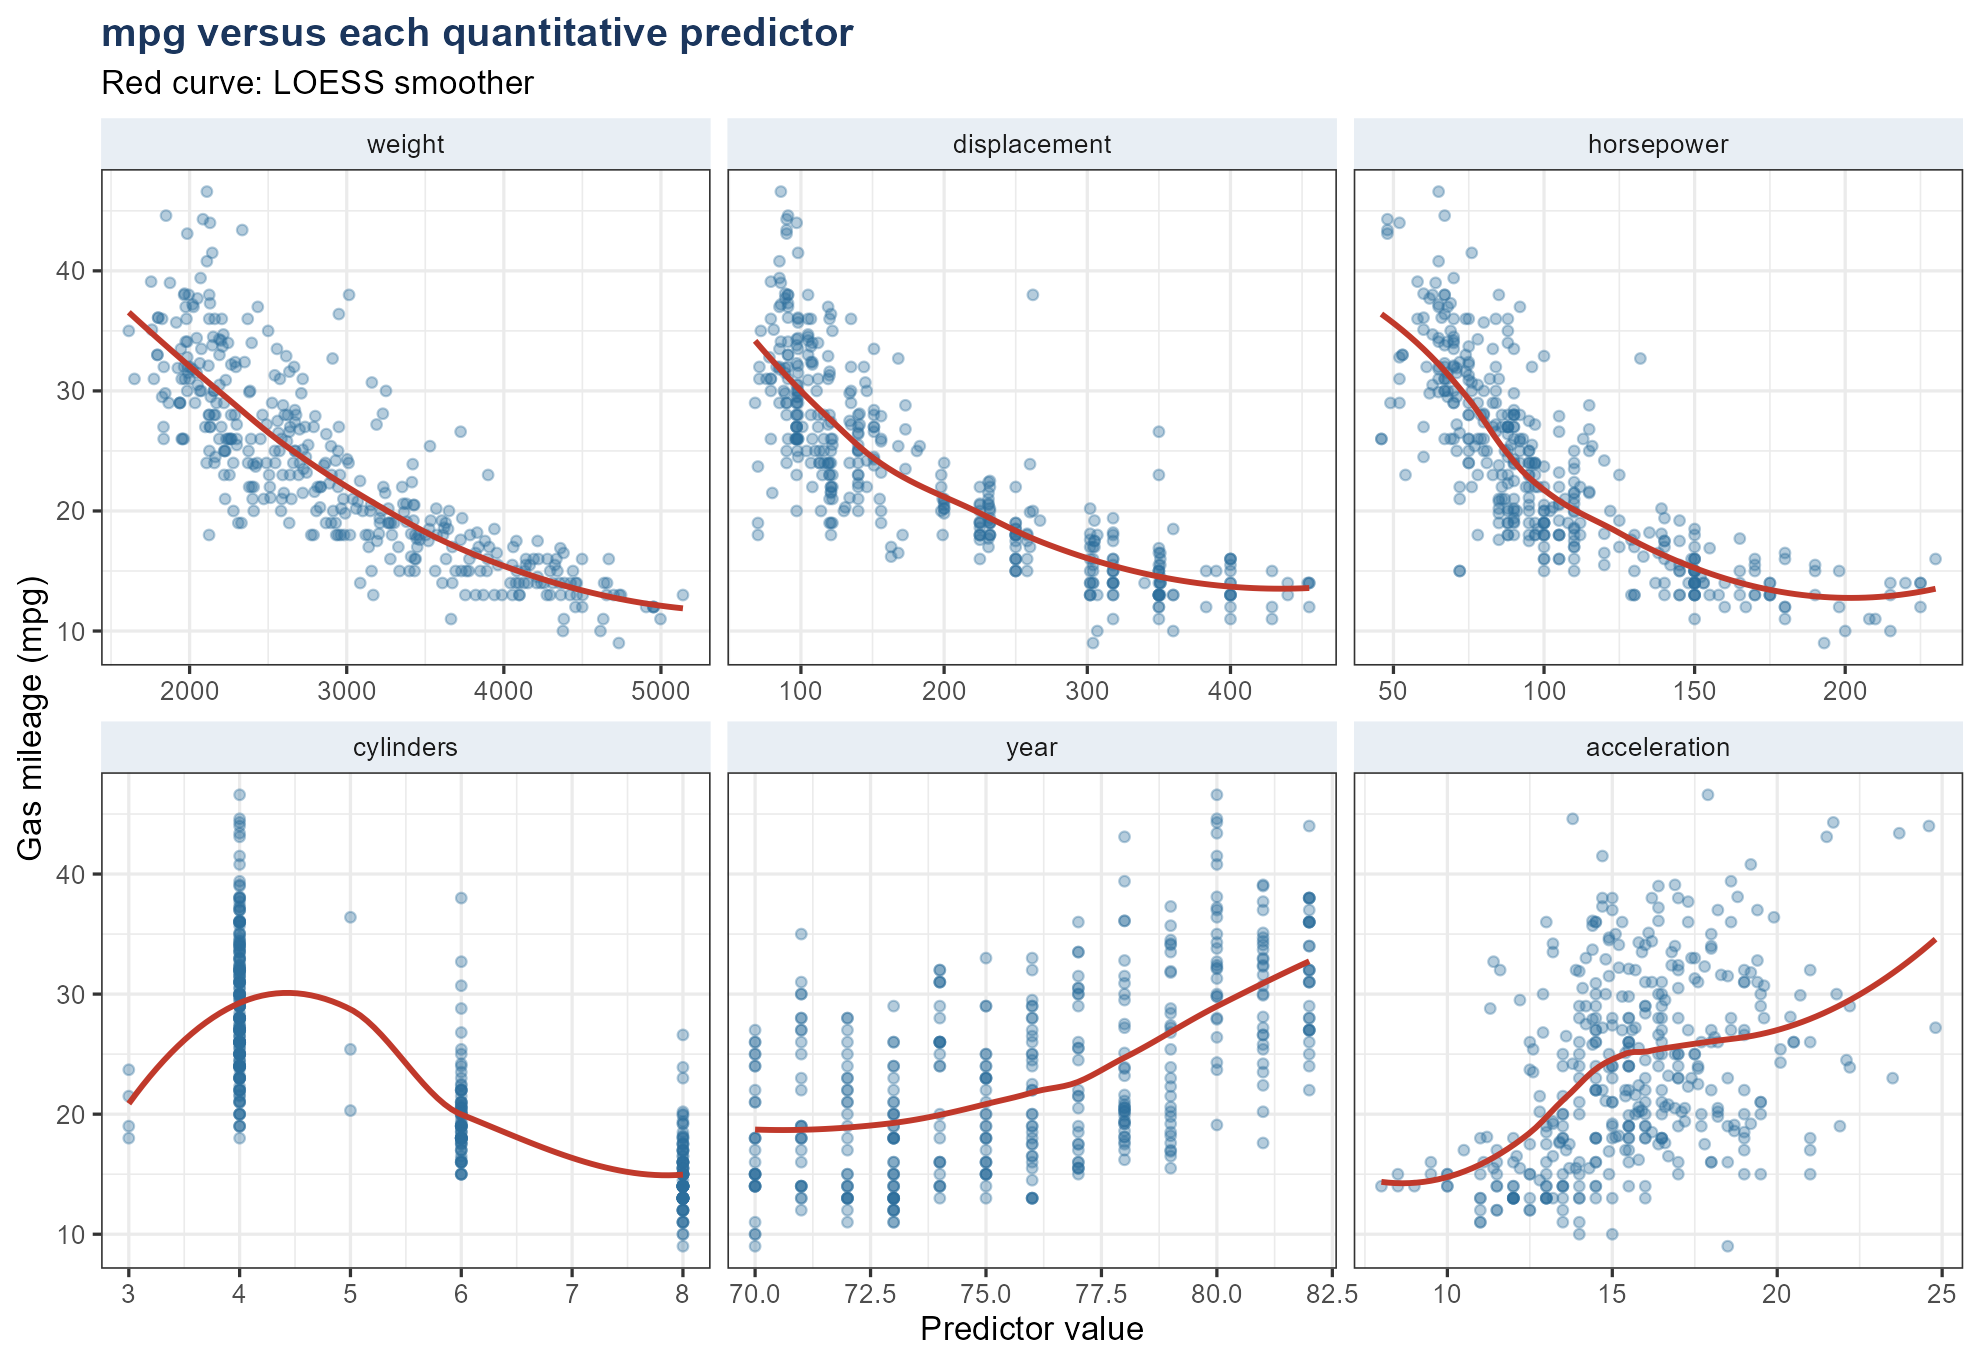 mpg versus each quantitative predictor
Red curve: LOESS smoother
weight displacement horsepower
40
30
20
10
2000 3000 4000 5000 100 200 300 400 50 100 150 200
cylinders year acceleration
40
30
20
10
3 4 5 6 7 8 70.0 72.5 75.0 77.5 80.0 82.5 10 15 20 25
Gas mileage (mpg)
Predictor value